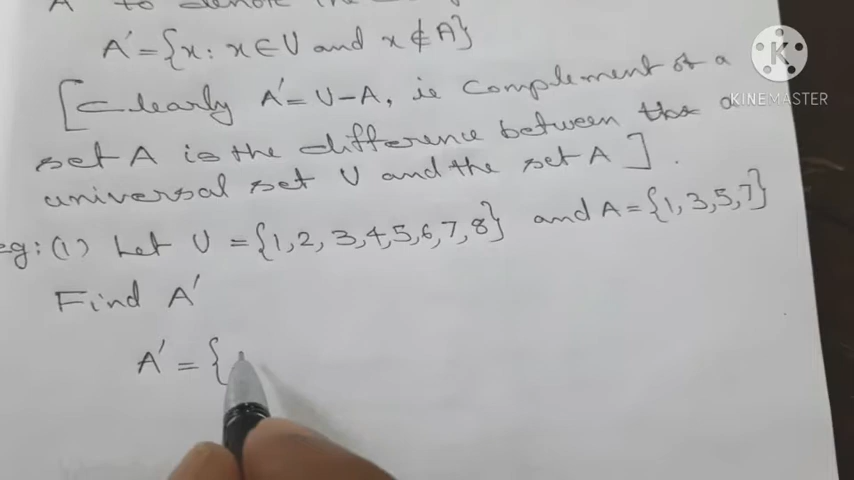 A' = {x : x ∈ U and x ∉ A}
[Clearly A' = U - A, ie complement of a
set A is the difference between the
universal set U and the set A].
eg: (1) Let U = {1, 2, 3, 4, 5, 6, 7, 8} and A = {1, 3, 5, 7}
Find A'
A' = {
K
KINEMASTER